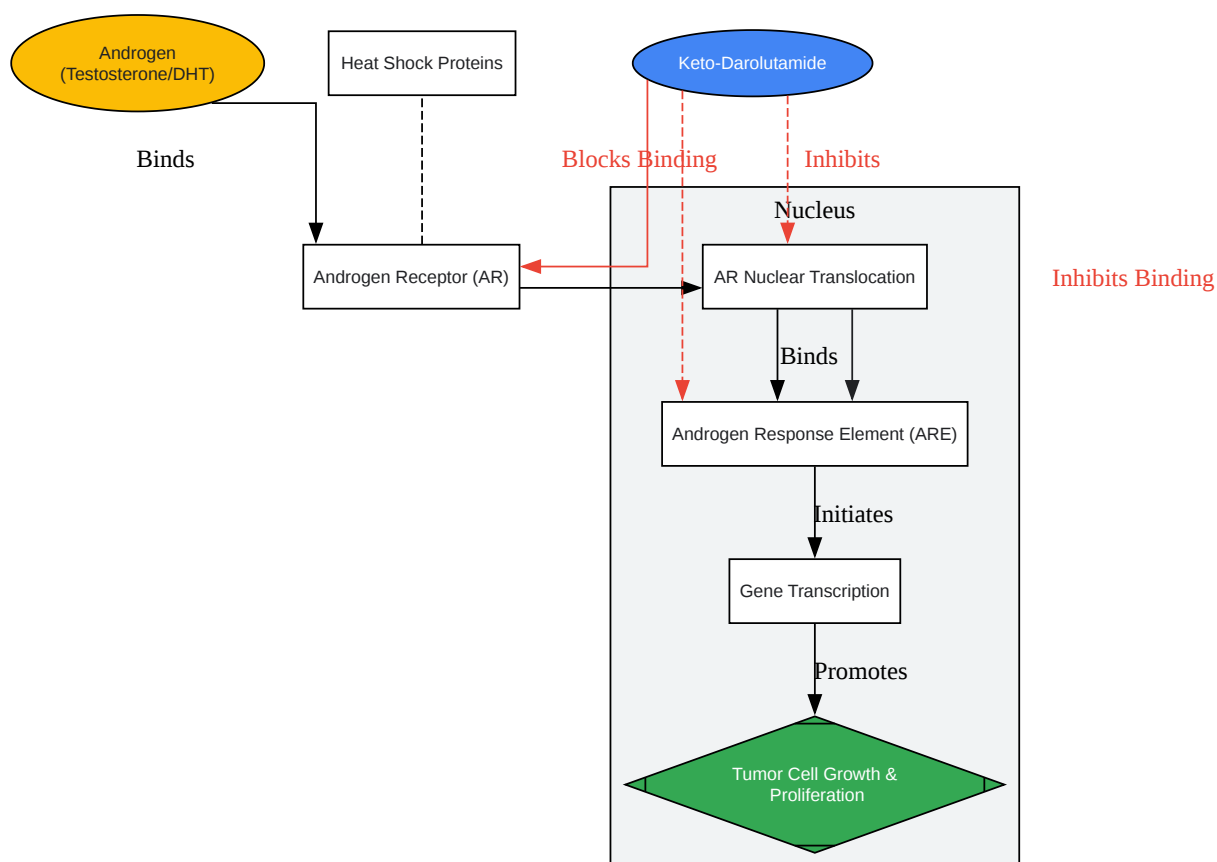 Androgen
(Testosterone/DHT)
Heat Shock Proteins
Keto-Darolutamide
Binds
Blocks Binding
Inhibits
Nucleus
Androgen Receptor (AR)
AR Nuclear Translocation
Inhibits Binding
Binds
Androgen Response Element (ARE)
Initiates
Gene Transcription
Promotes
Tumor Cell Growth &
Proliferation